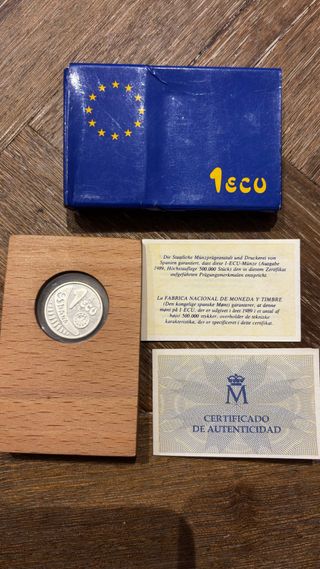 1 ECU
Die Staatliche Münzprägeanstalt und Druckerei von
Spanien garantiert, dass diese 1-ECU-Münze (Ausgabe
1989, Höchstauflage 500.000 Stück) den in diesem Zertifikat
aufgeführten Prägungsmerkmalen entspricht.
La FABRICA NACIONAL DE MONEDA Y TIMBRE
(Den kongelige spanske Mønt) garanterer, at denne
mønt på 1 ECU, der er udgivet i året 1989 i et antal af
højst 500.000 stykker, overholder de tekniske
karakteristika, der er specificeret i dette certifikat.
M
CERTIFICADO
DE AUTENTICIDAD